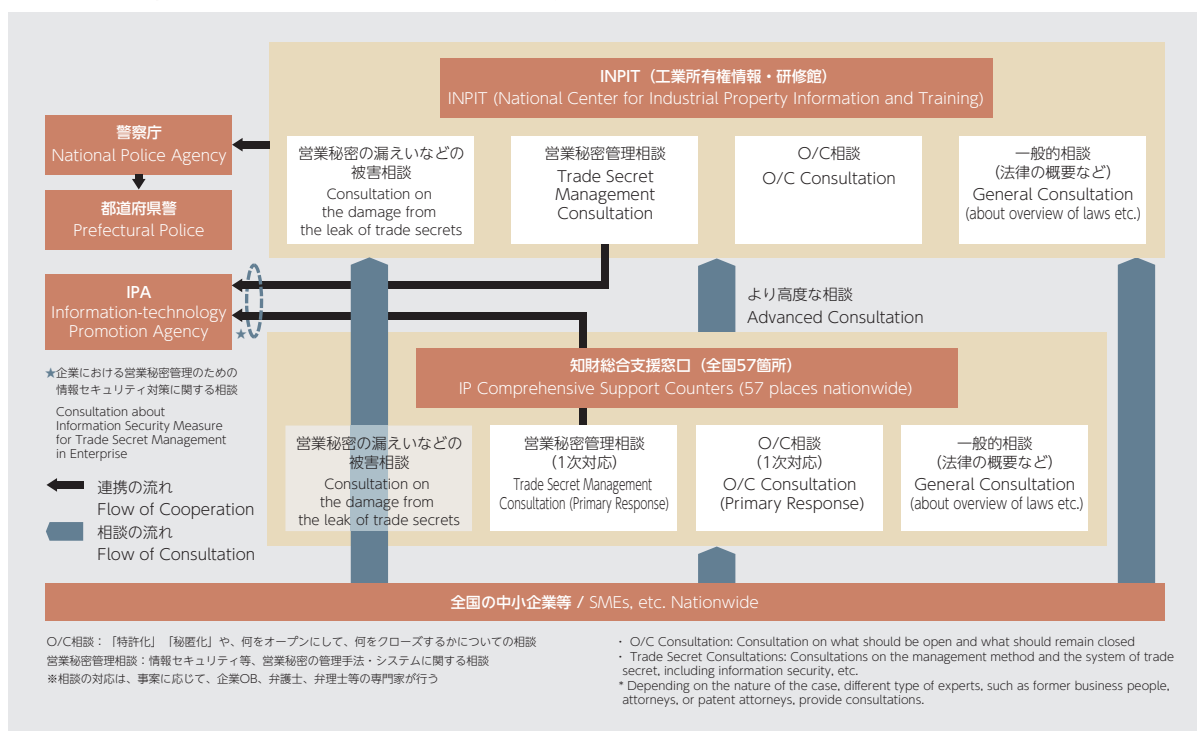 INPIT（工業所有権情報・研修館）
INPIT (National Center for Industrial Property Information and Training)
警察庁
National Police Agency
都道府県警
Prefectural Police
営業秘密の漏えいなどの
被害相談
Consultation on
the damage from
the leak of trade secrets
営業秘密管理相談
Trade Secret
Management
Consultation
O/C相談
O/C Consultation
一般的相談
(法律の概要など)
General Consultation
(about overview of laws etc.)
IPA
Information-technology
Promotion Agency
★
より高度な相談
Advanced Consultation
★企業における営業秘密管理のための
情報セキュリティ対策に関する相談
Consultation about
Information Security Measure
for Trade Secret Management
in Enterprise
連携の流れ
Flow of Cooperation
相談の流れ
Flow of Consultation
知財総合支援窓口（全国57箇所）
IP Comprehensive Support Counters (57 places nationwide)
営業秘密の漏えいなどの
被害相談
Consultation on
the damage from
the leak of trade secrets
営業秘密管理相談
(1次対応)
Trade Secret Management
Consultation (Primary Response)
O/C相談
(1次対応)
O/C Consultation
(Primary Response)
一般的相談
(法律の概要など)
General Consultation
(about overview of laws etc.)
全国の中小企業等 / SMEs, etc. Nationwide
O/C相談：「特許化」「秘匿化」や、何をオープンにして、何をクローズするかについての相談
営業秘密管理相談：情報セキュリティ等、営業秘密の管理手法・システムに関する相談
※相談の対応は、事案に応じて、企業OB、弁護士、弁理士等の専門家が行う
・ O/C Consultation: Consultation on what should be open and what should remain closed
・ Trade Secret Consultations: Consultations on the management method and the system of trade
secret, including information security, etc.
* Depending on the nature of the case, different type of experts, such as former business people,
attorneys, or patent attorneys, provide consultations.